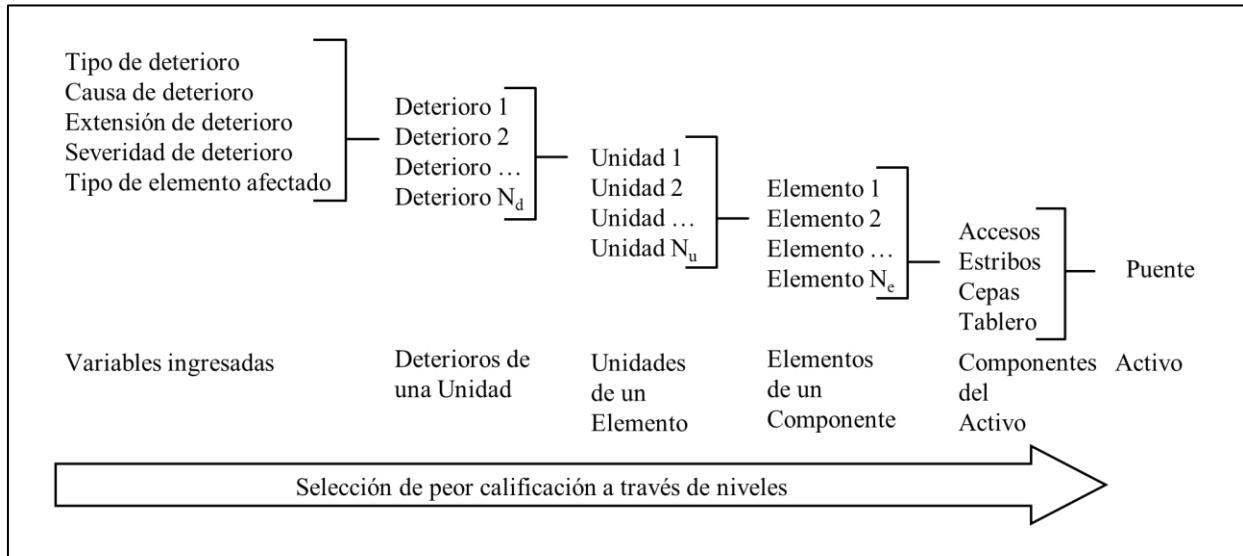 Tipo de deterioro
Causa de deterioro
Extensión de deterioro
Severidad de deterioro
Tipo de elemento afectado
Deterioro 1
Deterioro 2
Deterioro …
Deterioro Nd
Unidad 1
Unidad 2
Unidad …
Unidad Nu
Elemento 1
Elemento 2
Elemento …
Elemento Ne
Accesos
Estribos
Cepas
Tablero
Puente
Variables ingresadas
Deterioros de
una Unidad
Unidades
de un
Elemento
Elementos
de un
Componente
Componentes
del
Activo
Activo
Selección de peor calificación a través de niveles